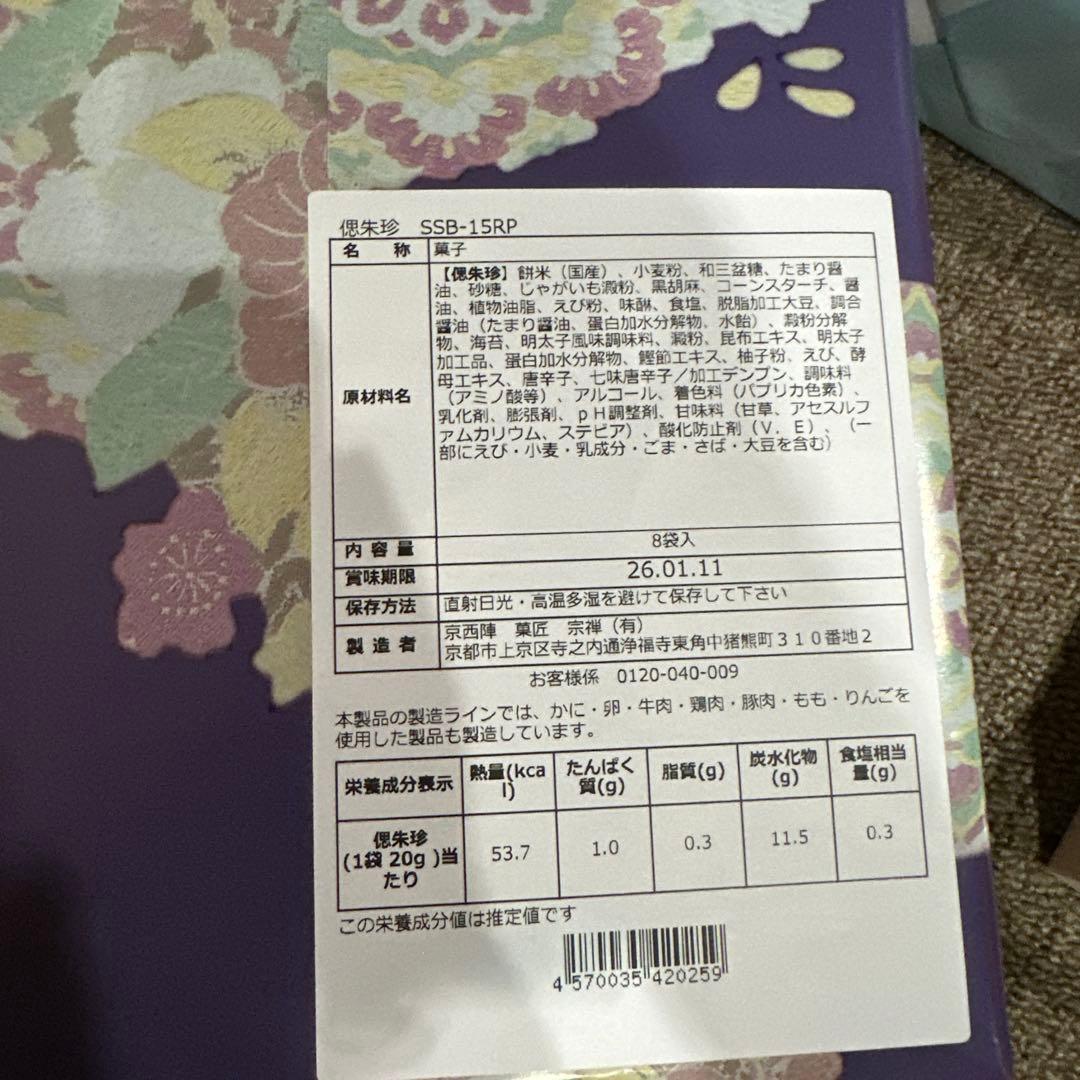 偲朱珍　SSB-15RP
名　称　菓子
原材料名
【偲朱珍】餅米（国産）、小麦粉、和三盆糖、たまり醤
油、砂糖、じゃがいも澱粉、黒胡麻、コーンスターチ、醤
油、植物油脂、えび粉、味醂、食塩、脱脂加工大豆、調合
醤油（たまり醤油、蛋白加水分解物、水飴）、澱粉分解
物、海苔、明太子風味調味料、澱粉、昆布エキス、明太子
加工品、蛋白加水分解物、鰹節エキス、柚子粉、えび、酵
母エキス、唐辛子、七味唐辛子／加工デンプン、調味料
（アミノ酸等）、アルコール、着色料（パプリカ色素）、
乳化剤、膨張剤、ｐＨ調整剤、甘味料（甘草、アセスルフ
ァムカリウム、ステビア）、酸化防止剤（Ｖ．Ｅ）、（一
部にえび・小麦・乳成分・ごま・さば・大豆を含む）
内容量　8袋入
賞味期限　26.01.11
保存方法　直射日光・高温多湿を避けて保存して下さい
製造者
京西陣　菓匠　宗禅（有）
京都市上京区寺之内通浄福寺東角中猪熊町３１０番地２
お客様係　0120-040-009
本製品の製造ラインでは、かに・卵・牛肉・鶏肉・豚肉・もも・りんごを
使用した製品も製造しています。
栄養成分表示　熱量(kcal)　たんぱく質(g)　脂質(g)　炭水化物(g)　食塩相当量(g)
偲朱珍(1袋 20g )当たり　53.7　1.0　0.3　11.5　0.3
この栄養成分値は推定値です
4 570035 420259